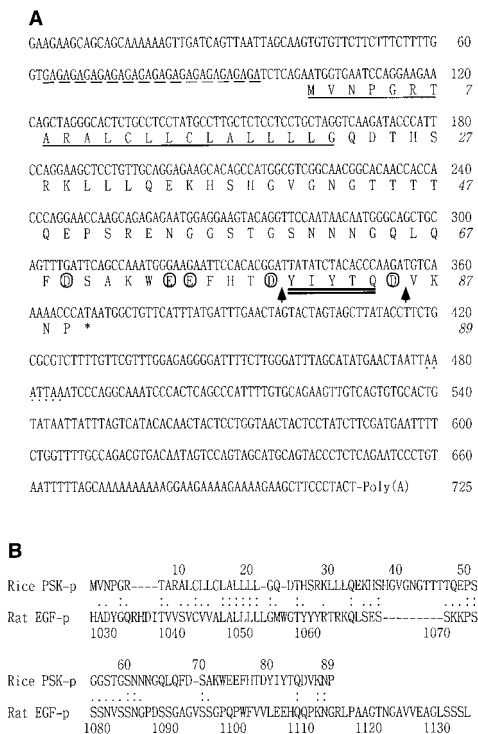 A
GAAGAAGCAGCAGCAAAAAAGTTGATCAGTTAATTAGCAAGTGTGTTCTTCTTTCTTTTG 60
GTGAGAGAGAGAGAGAGAGAGAGAGAGAGAGAGATCTCAGAATGGTGAATCCAGGAAGAA 120
M V N P G R T 7
CAGCTAGGGCACTCTGCCTCCTATGCCTTGCTCTCCTCCTGCTAGGTCAAGATACCCATT 180
A R A L C L L C L A L L L L G Q D T H S 27
CCAGGAAGCTCCTGTTGCAGGAGAAGCACAGCCATGGCGTCGGCAACGGCACAACCACCA 240
R K L L L Q E K H S H G V G N G T T T T 47
CCCAGGAACCAAGCAGAGAGAATGGAGGAAGTACAGGTTCCAATAACAATGGGCAGCTGC 300
Q E P S R E N G G S T G S N N N G Q L Q 67
AGTTTGATTCAGCCAAATGGGAAGAATTCCACACGGATTATATCTACACCCAAGATGTCA 360
F D S A K W E E F H T D Y I Y T Q D V K 87
AAAACCCATAATGGCTGTTCATTTATGATTTGAACTAGTACTAGTAGCTTATACCTTCTG 420
N P * 89
CGCGTCTTTTGTTCGTTTGGAGAGGGGATTTTCTTGGGATTTAGCATATGAACTAATTAA 480
ATTAAATCCCAGGCAAATCCCACTCAGCCCATTTTGTGCAGAAGTTGTCAGTGTGCACTG 540
TATAATTATTTAGTCATACACAACTACTCCTGGTAACTACTCCTATCTTCGATGAATTTT 600
CTGGTTTTGCCAGACGTGACAATAGTCCAGTAGCATGCAGTACCCTCTCAGAATCCCTGT 660
AATTTTTAGCAAAAAAAAAAGGAAGAAAAGAAAAGAAGCTTCCCTACT-Poly(A) 725
B
10 20 30 40 50
Rice PSK-p MVNPGR----TARALCLLCLALLLL-GQ-DTHSRKLLLQEKHSHGVGNGTTTTQEPS
Rat EGF-p HADYGQRHDITVVSVCVVALALLLLGMWGTYYYRTRKQLSES---------SKKPS
1030 1040 1050 1060 1070
60 70 80 89
Rice PSK-p GGSTGSNNNGQLQFD-SAKWEEFHTDYIYTQDVKNP
Rat EGF-p SSNVSSNGPDSSGAGVSSGPQPWFVVLEEHQQPKNGRLPAAGTNGAVVEAGLSSSL
1080 1090 1100 1110 1120 1130